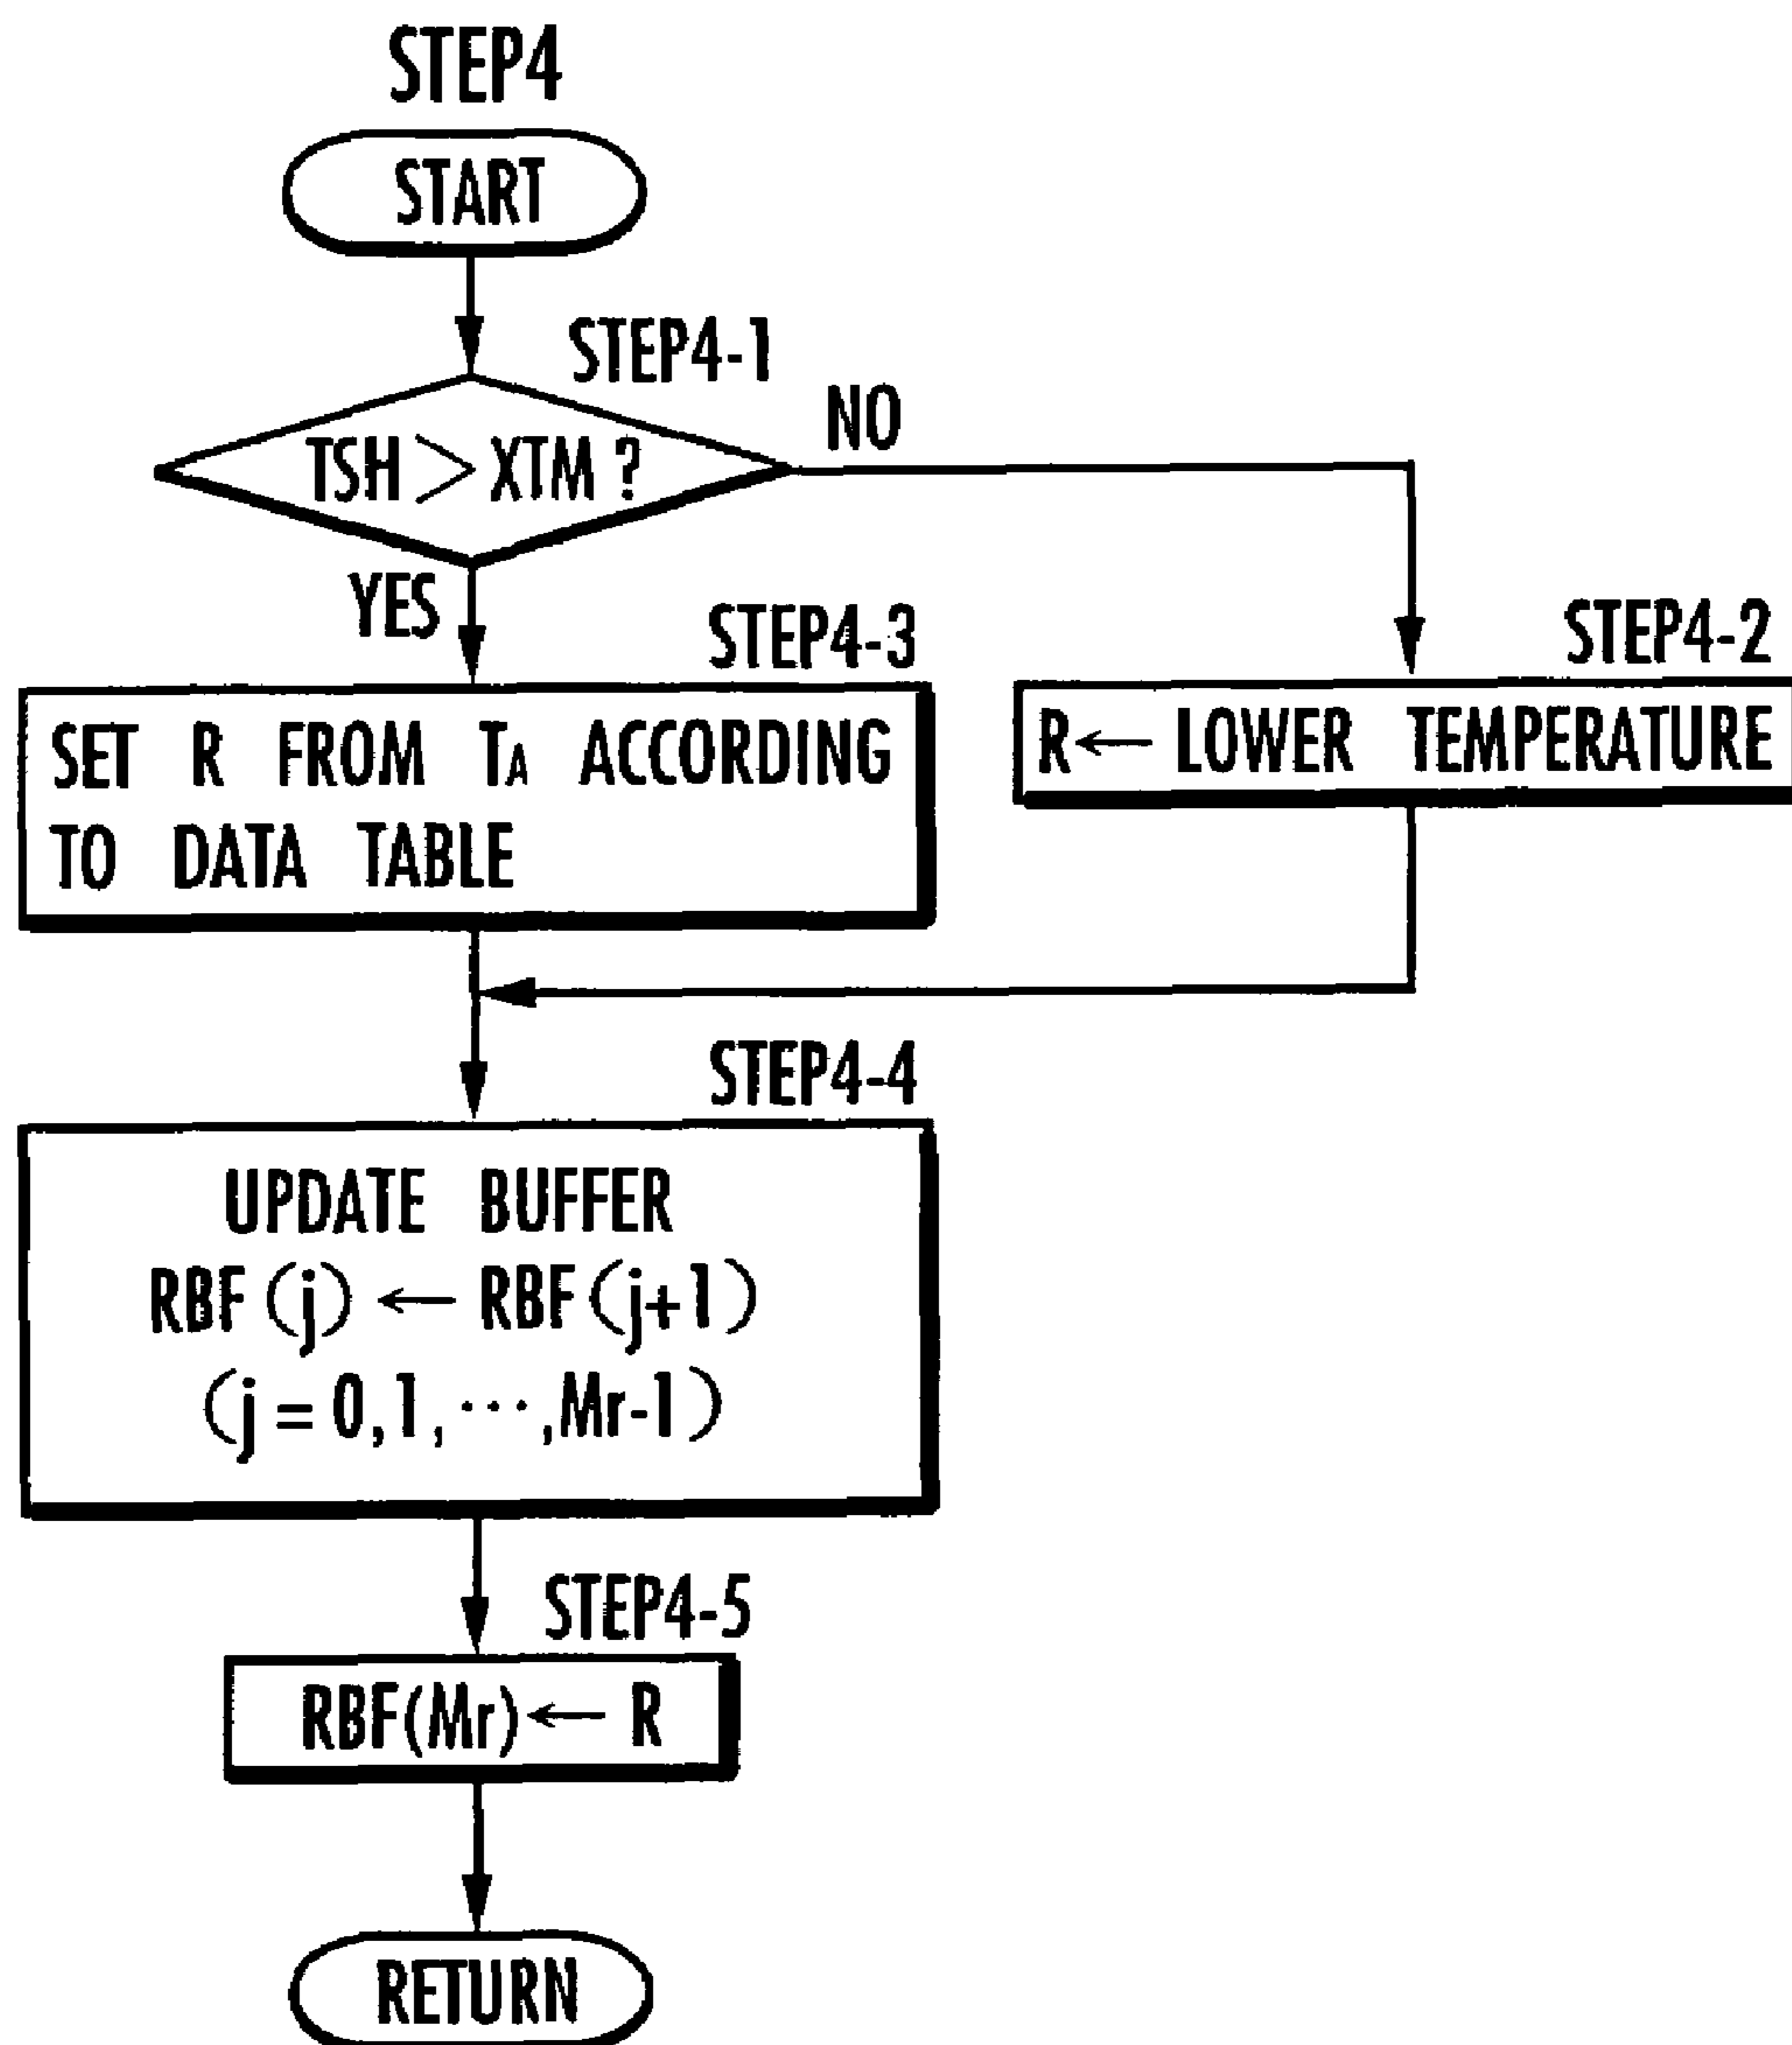 STEP4
START
STEP4-1
TSH > XTM ?
NO
YES
STEP4-3
SET R FROM TA ACCORDING
TO DATA TABLE
STEP4-2
R ← LOWER TEMPERATURE
STEP4-4
UPDATE BUFFER
RBF(j) ← RBF(j+1)
(j = 0,1, ··· ,Mr-1)
STEP4-5
RBF(Mr) ← R
RETURN